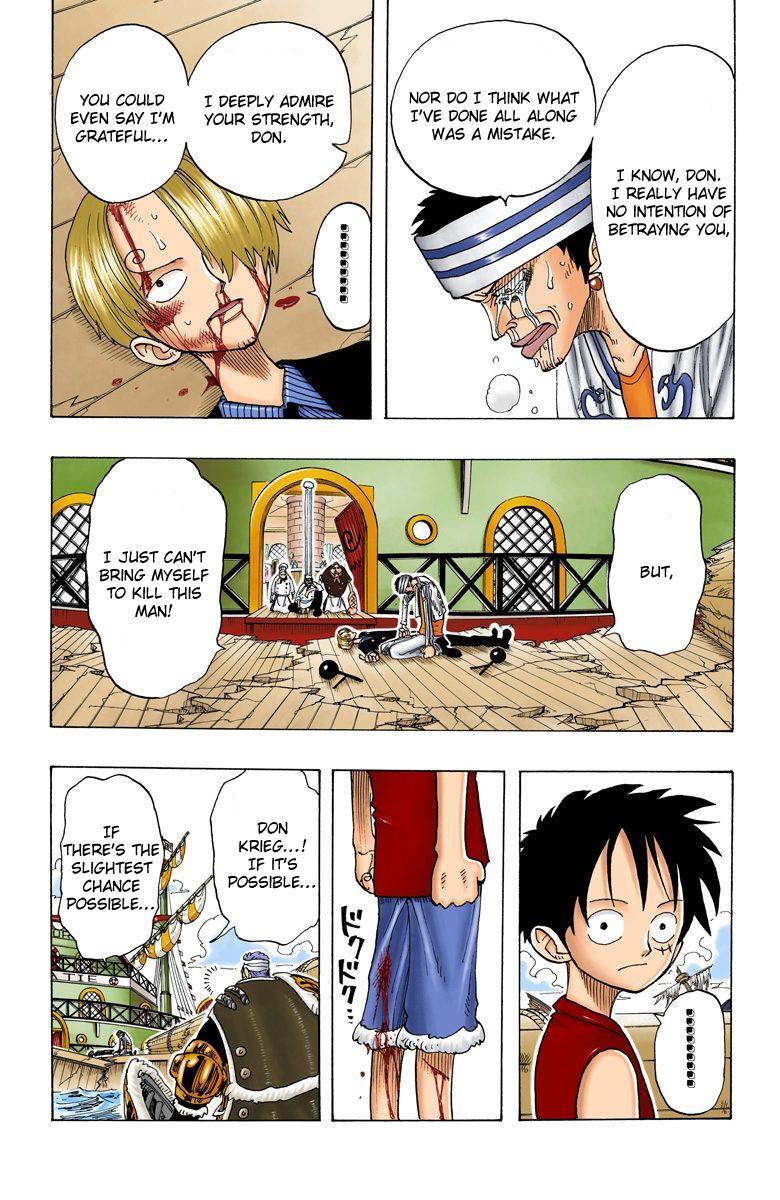 I KNOW, DON.
I REALLY HAVE
NO INTENTION OF
BETRAYING YOU,
NOR DO I THINK WHAT
I'VE DONE ALL ALONG
WAS A MISTAKE.
I DEEPLY ADMIRE
YOUR STRENGTH,
DON.
YOU COULD
EVEN SAY I'M
GRATEFUL...
BUT,
I JUST CAN'T
BRING MYSELF
TO KILL THIS
MAN!
DON
KRIEG...!
IF IT'S
POSSIBLE...
IF
THERE'S THE
SLIGHTEST
CHANCE
POSSIBLE...